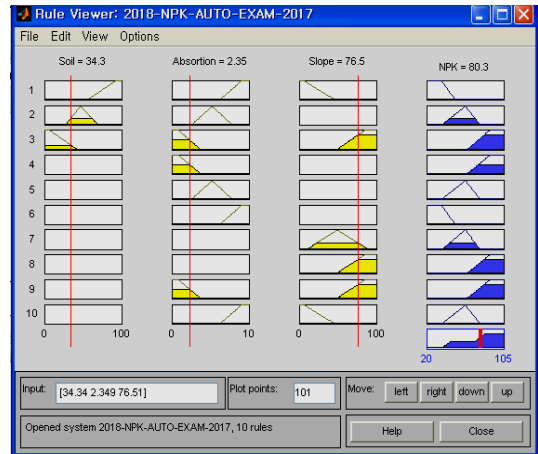 Rule Viewer: 2018-NPK-AUTO-EXAM-2017
File Edit View Options
Soil = 34.3 Absortion = 2.35 Slope = 76.5 NPK = 80.3
1
2
3
4
5
6
7
8
9
10
0 100 0 10 0 100
20 105
Input: [34.34 2.349 76.51] Plot points: 101 Move: left right down up
Opened system 2018-NPK-AUTO-EXAM-2017, 10 rules Help Close